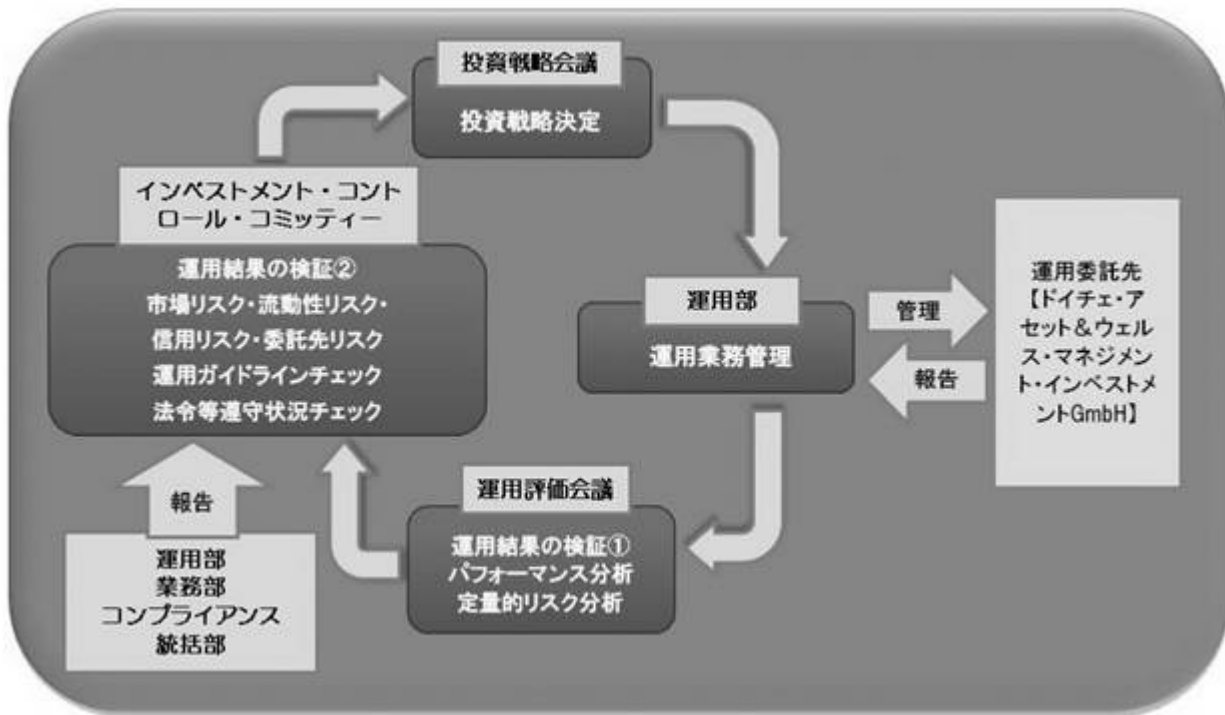 投資戦略会議
投資戦略決定
インベストメント・コント
ロール・コミッティー
運用結果の検証②
市場リスク・流動性リスク・
信用リスク・委託先リスク
運用ガイドラインチェック
法令等遵守状況チェック
運用部
運用業務管理
管理
報告
運用委託先
【ドイチェ・ア
セット＆ウェル
ス・マネジメン
ト・インベストメ
ントGmbH】
運用評価会議
運用結果の検証①
パフォーマンス分析
定量的リスク分析
報告
運用部
業務部
コンプライアンス
統括部